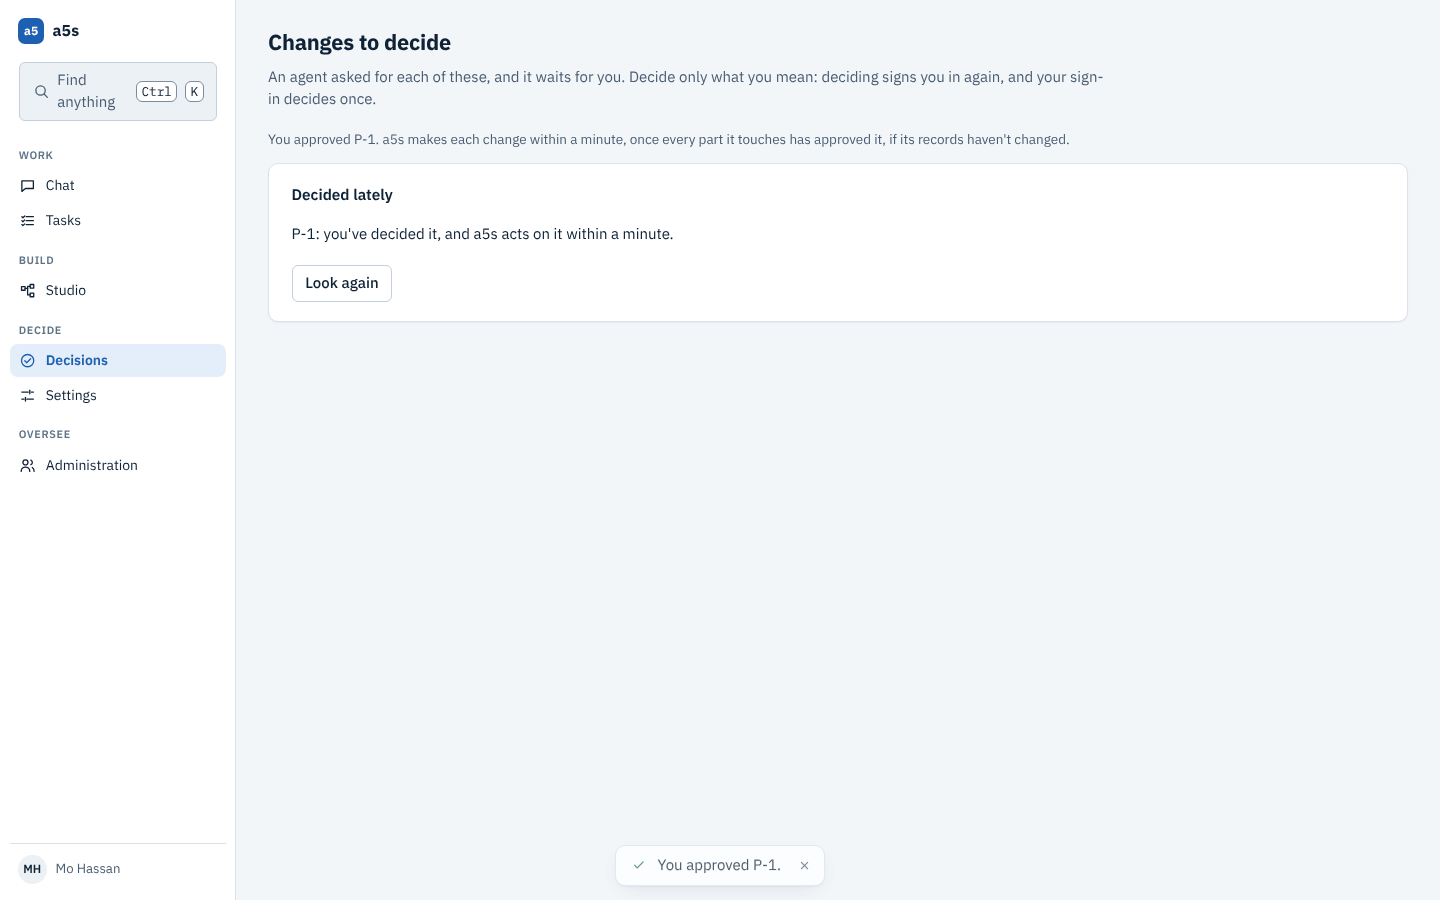 a5 a5s
Find
anything
Ctrl K
WORK
Chat
Tasks
BUILD
Studio
DECIDE
Decisions
Settings
OVERSEE
Administration
MH Mo Hassan
Changes to decide
An agent asked for each of these, and it waits for you. Decide only what you mean: deciding signs you in again, and your sign-
in decides once.
You approved P-1. a5s makes each change within a minute, once every part it touches has approved it, if its records haven't changed.
Decided lately
P-1: you've decided it, and a5s acts on it within a minute.
Look again
You approved P-1.